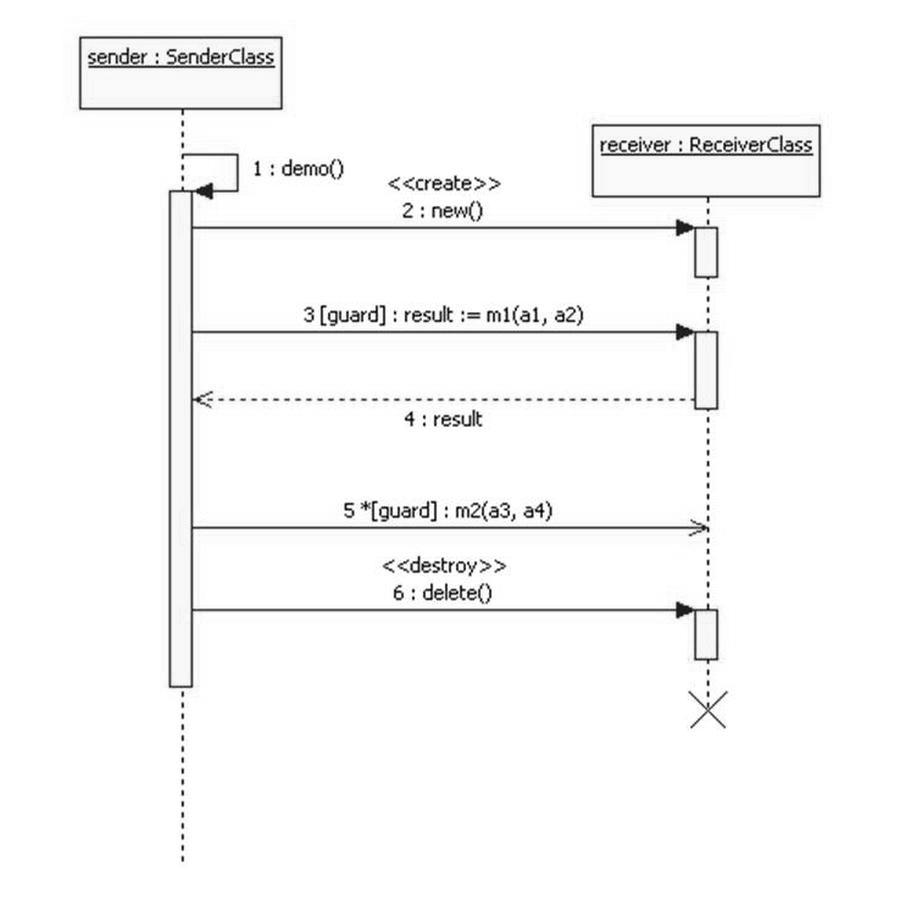 sender : SenderClass
receiver : ReceiverClass
1 : demo()
<<create>>
2 : new()
3 [guard] : result := m1(a1, a2)
4 : result
5 *[guard] : m2(a3, a4)
<<destroy>>
6 : delete()